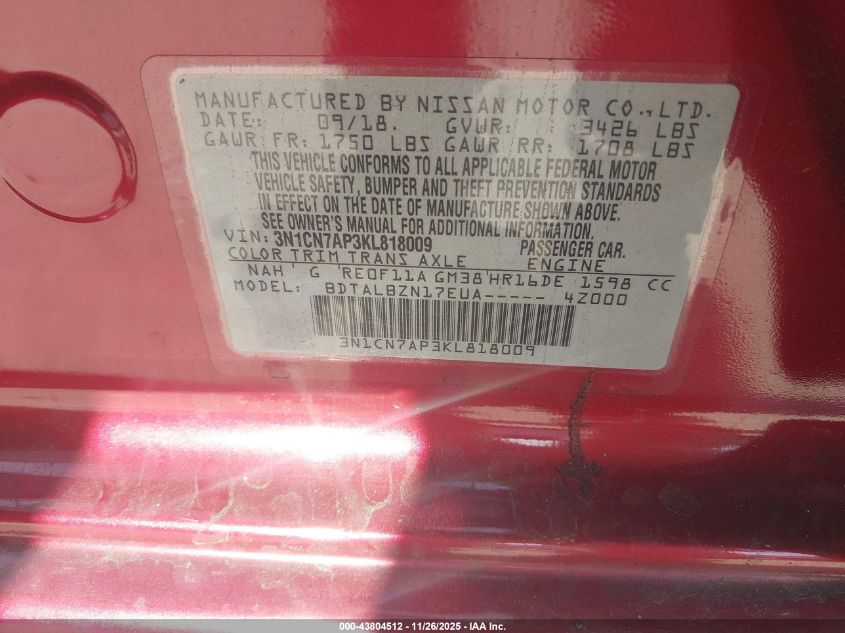 MANUFACTURED BY NISSAN MOTOR CO.,LTD.
DATE: 09/18. GVWR: 3426 LBS
GAWR FR: 1750 LBS GAWR RR: 1708 LBS
THIS VEHICLE CONFORMS TO ALL APPLICABLE FEDERAL MOTOR
VEHICLE SAFETY, BUMPER AND THEFT PREVENTION STANDARDS
IN EFFECT ON THE DATE OF MANUFACTURE SHOWN ABOVE.
SEE OWNER'S MANUAL FOR ADDITIONAL INFORMATION.
VIN: 3N1CN7AP3KL818009 PASSENGER CAR.
COLOR TRIM TRANS AXLE ENGINE
NAH G RE0F11A GM38 HR16DE 1598 CC
MODEL: BDTALBZN17EUA----- 4Z000
3N1CN7AP3KL818009
000-43804512 - 11/26/2025 - IAA Inc.